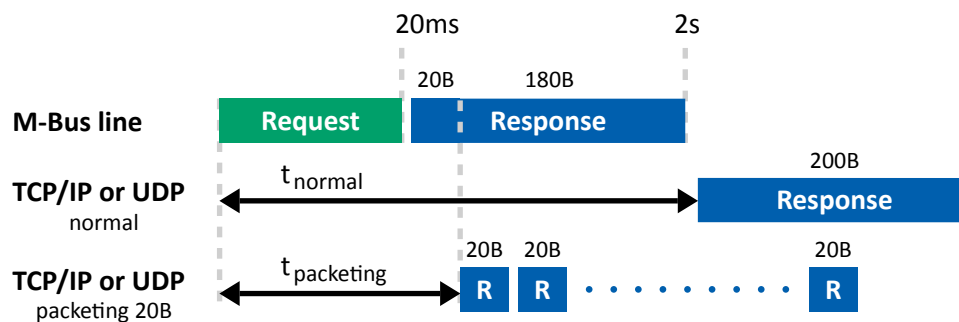 20ms 2s
20B 180B
M-Bus line Request Response
200B
TCP/IP or UDP t normal Response
normal
20B 20B 20B
TCP/IP or UDP t packeting R R R
packeting 20B